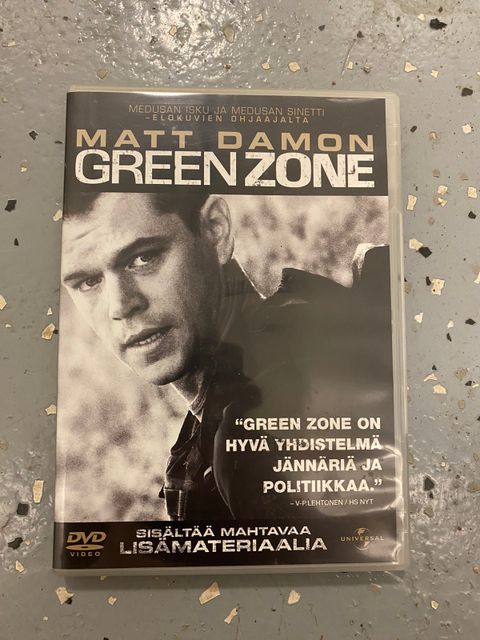 MEDUSAN ISKU JA MEDUSAN SINETTI
-ELOKUVIEN OHJAAJALTA
MATT DAMON
GREEN ZONE
"GREEN ZONE ON
HYVÄ YHDISTELMÄ
JÄNNÄRIÄ JA
POLITIIKKAA."
– V-P.LEHTONEN / HS NYT
DVD
VIDEO
SISÄLTÄÄ MAHTAVAA
LISÄMATERIAALIA
UNIVERSAL